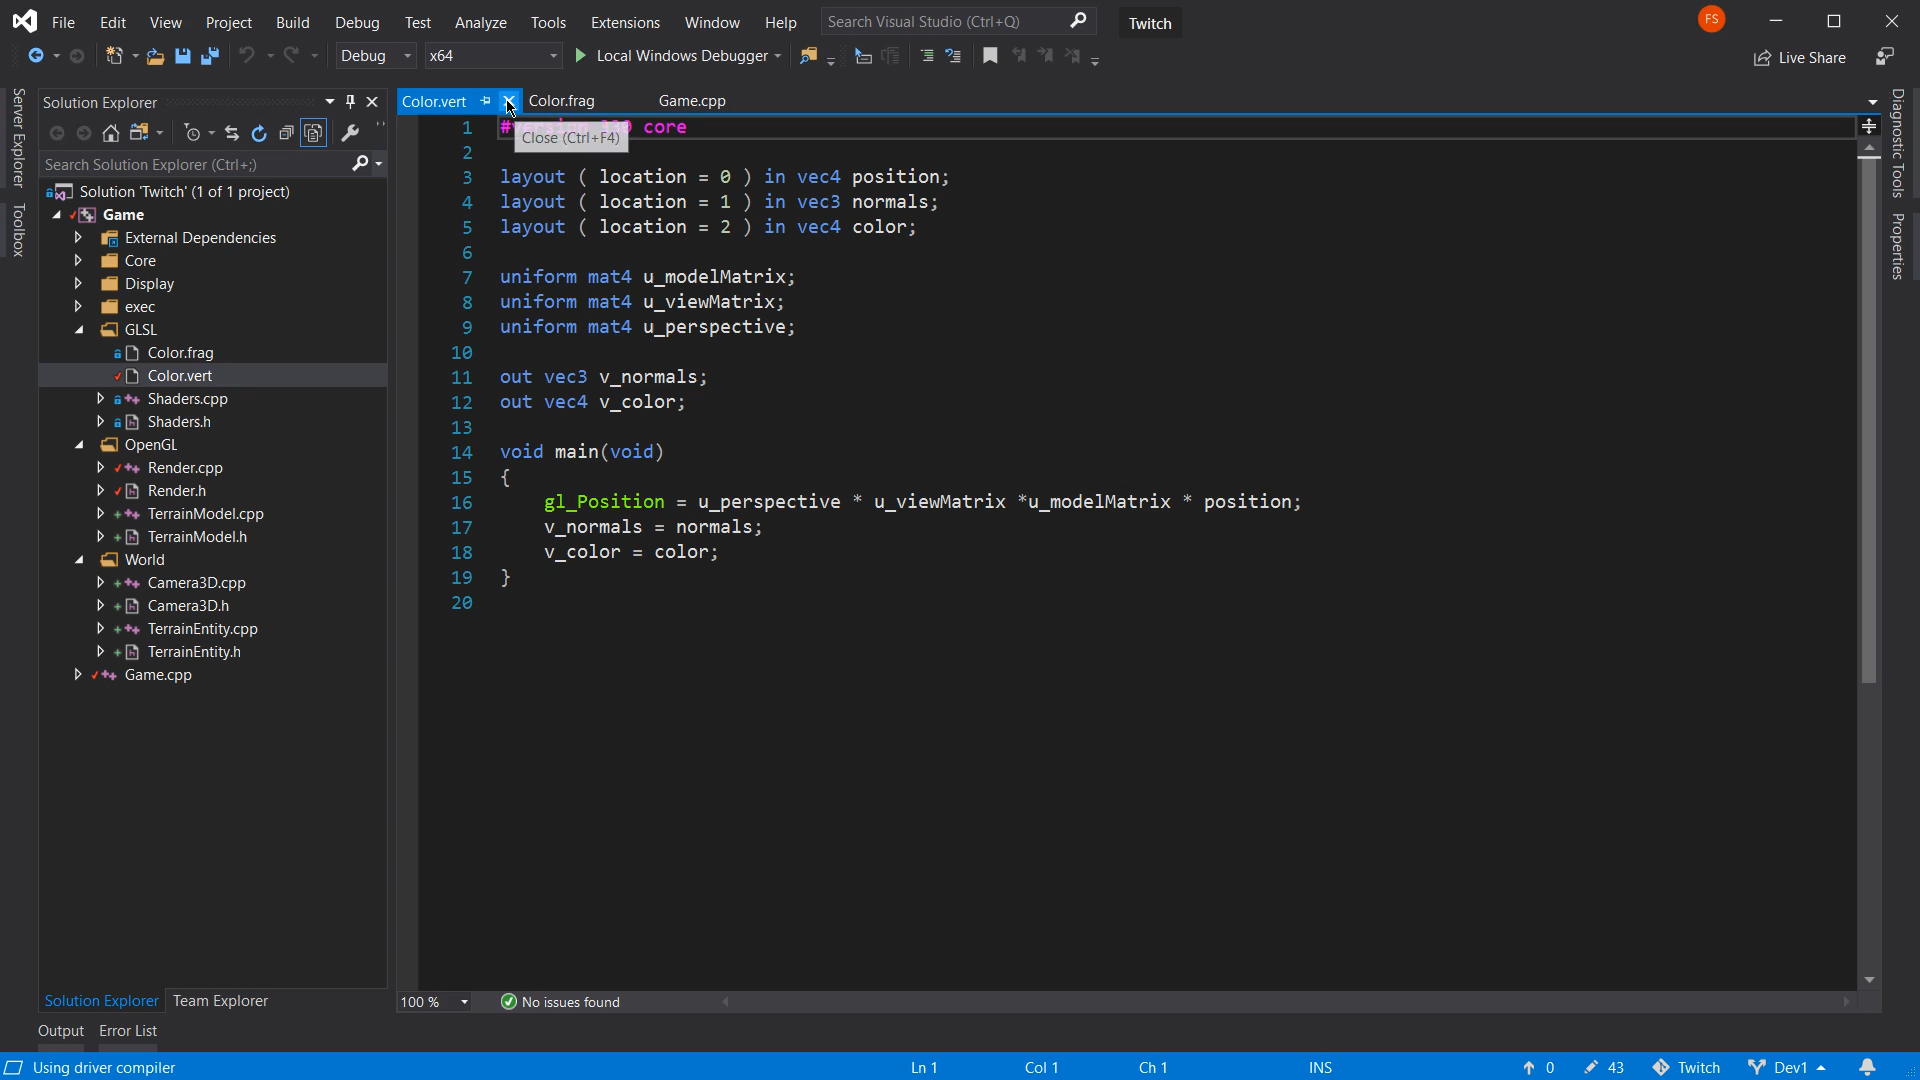 File Edit View Project Build Debug Test Analyze Tools Extensions Window Help Search Visual Studio (Ctrl+Q) Twitch FS
Debug x64 Local Windows Debugger Live Share
Server Explorer
Toolbox
Solution Explorer
Search Solution Explorer (Ctrl+;)
Solution 'Twitch' (1 of 1 project)
Game
External Dependencies
Core
Display
exec
GLSL
Color.frag
Color.vert
Shaders.cpp
Shaders.h
OpenGL
Render.cpp
Render.h
TerrainModel.cpp
TerrainModel.h
World
Camera3D.cpp
Camera3D.h
TerrainEntity.cpp
TerrainEntity.h
Game.cpp
Solution Explorer Team Explorer
Color.vert Color.frag Game.cpp
Close (Ctrl+F4)
1 # core
2
3 layout ( location = 0 ) in vec4 position;
4 layout ( location = 1 ) in vec3 normals;
5 layout ( location = 2 ) in vec4 color;
6
7 uniform mat4 u_modelMatrix;
8 uniform mat4 u_viewMatrix;
9 uniform mat4 u_perspective;
10
11 out vec3 v_normals;
12 out vec4 v_color;
13
14 void main(void)
15 {
16 gl_Position = u_perspective * u_viewMatrix *u_modelMatrix * position;
17 v_normals = normals;
18 v_color = color;
19 }
20
100 % No issues found
Diagnostic Tools
Properties
Output Error List
Using driver compiler Ln 1 Col 1 Ch 1 INS 0 43 Twitch Dev1